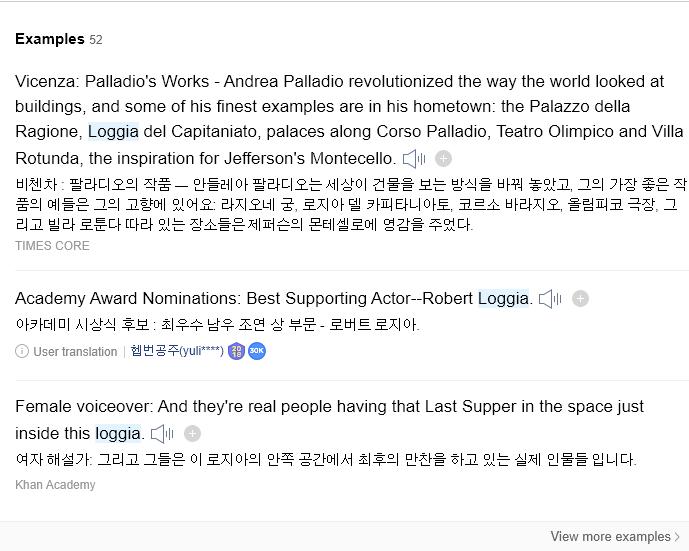 Examples 52
Vicenza: Palladio's Works - Andrea Palladio revolutionized the way the world looked at
buildings, and some of his finest examples are in his hometown: the Palazzo della
Ragione, Loggia del Capitaniato, palaces along Corso Palladio, Teatro Olimpico and Villa
Rotunda, the inspiration for Jefferson's Montecello.
비첸차 : 팔라디오의 작품 — 안들레아 팔라디오는 세상이 건물을 보는 방식을 바꿔 놓았고, 그의 가장 좋은 작
품의 예들은 그의 고향에 있어요: 라지오네 궁, 로지아 델 카피타니아토, 코르소 바라지오, 올림피코 극장, 그
리고 빌라 로툰다 따라 있는 장소들은 제퍼슨의 몬테셀로에 영감을 주었다.
TIMES CORE
Academy Award Nominations: Best Supporting Actor--Robert Loggia.
아카데미 시상식 후보 : 최우수 남우 조연 상 부문 - 로버트 로지아.
User translation | 헵번공주(yuli****) 2018 30K
Female voiceover: And they're real people having that Last Supper in the space just
inside this loggia.
여자 해설가: 그리고 그들은 이 로지아의 안쪽 공간에서 최후의 만찬을 하고 있는 실제 인물들 입니다.
Khan Academy
View more examples